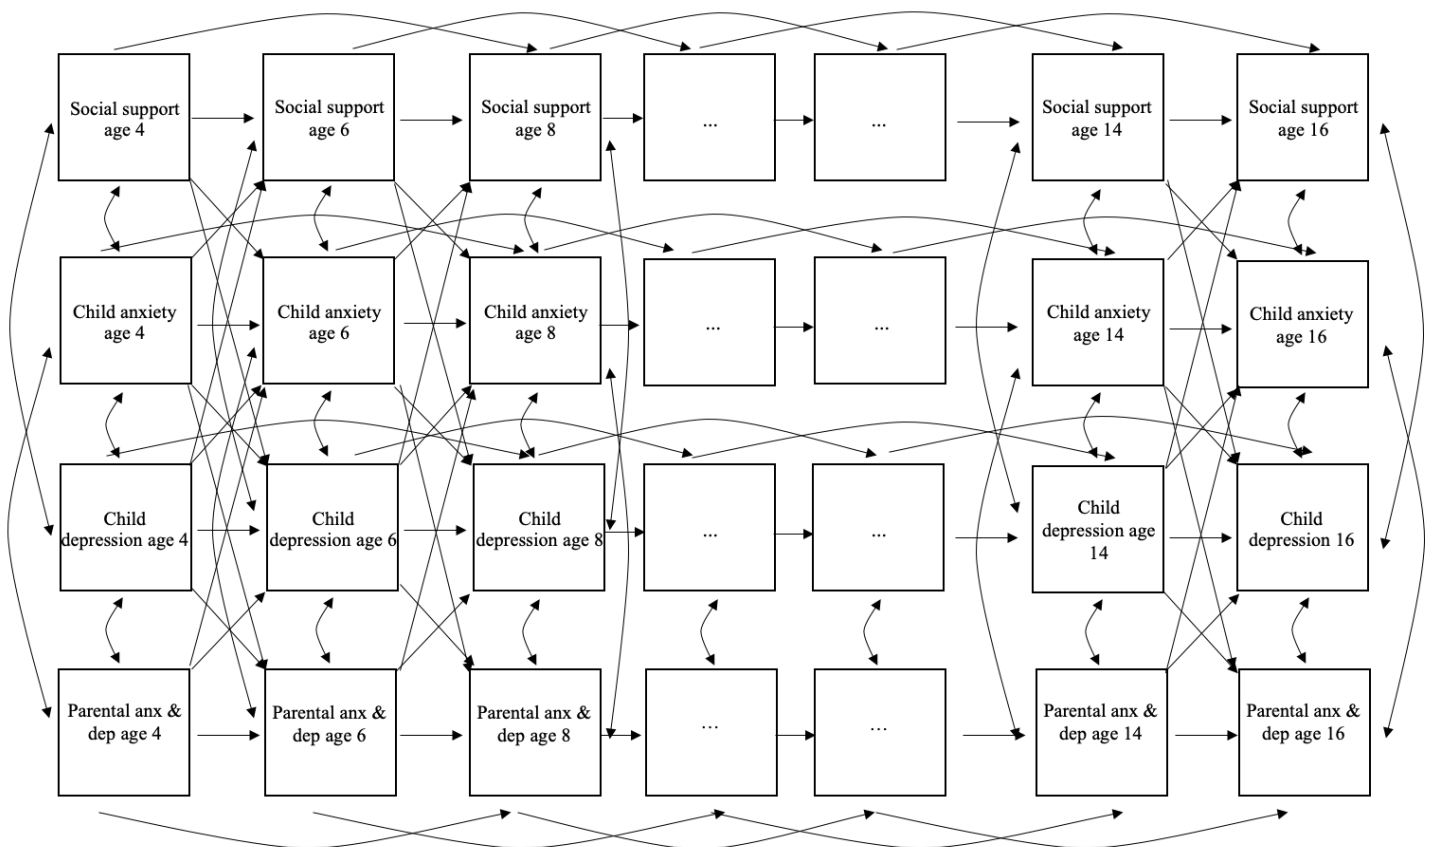 Social support
age 4
Social support
age 6
Social support
age 8
...
...
Social support
age 14
Social support
age 16
Child anxiety
age 4
Child anxiety
age 6
Child anxiety
age 8
...
...
Child anxiety
age 14
Child anxiety
age 16
Child
depression age 4
Child
depression age 6
Child
depression age 8
...
...
Child
depression age
14
Child
depression 16
Parental anx &
dep age 4
Parental anx &
dep age 6
Parental anx &
dep age 8
...
...
Parental anx &
dep age 14
Parental anx &
dep age 16